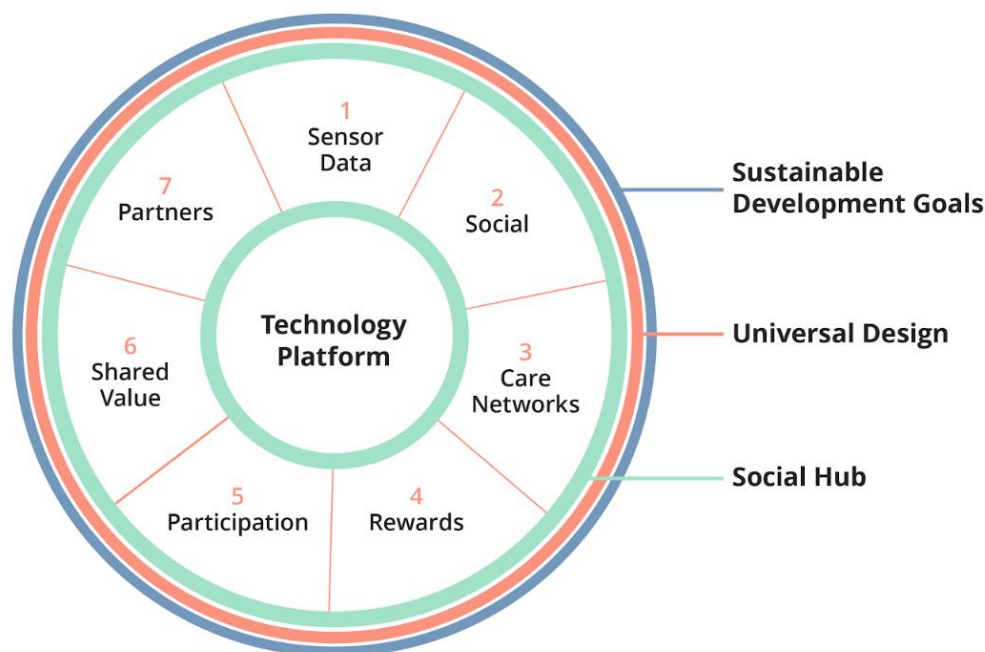 1
Sensor
Data
2
Social
3
Care
Networks
4
Rewards
5
Participation
6
Shared
Value
7
Partners
Technology
Platform
Sustainable
Development Goals
Universal Design
Social Hub